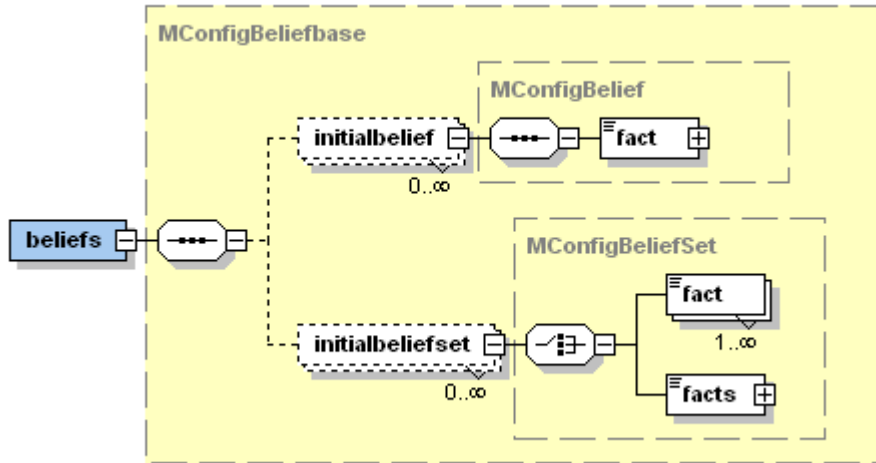 MConfigBeliefbase
MConfigBelief
initialbelief
fact
0..∞
beliefs
MConfigBeliefSet
fact
1..∞
initialbeliefset
0..∞
facts